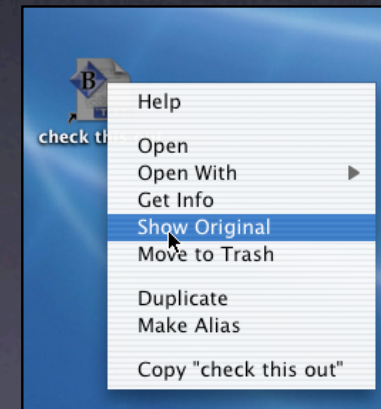 B
check th
Help
Open
Open With
Get Info
Show Original
Move to Trash
Duplicate
Make Alias
Copy "check this out"